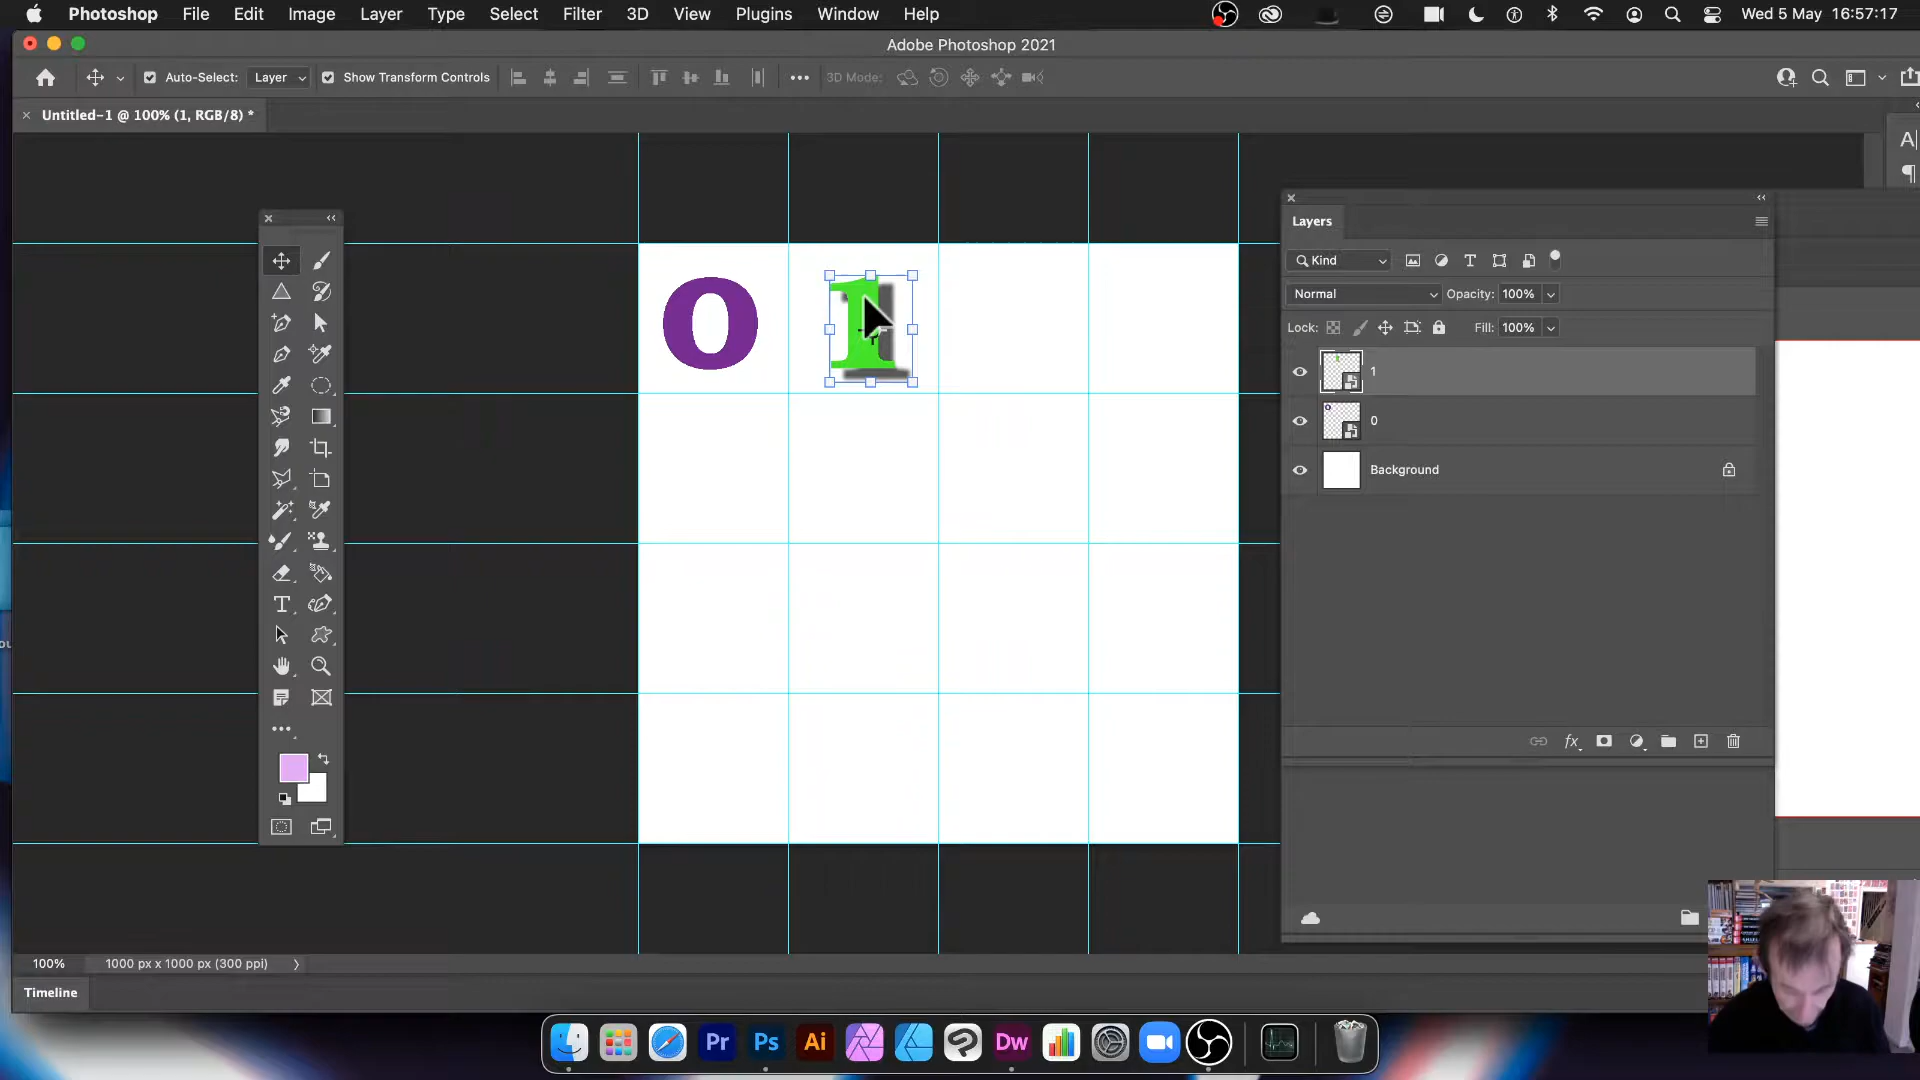 Photoshop File Edit Image Layer Type Select Filter 3D View Plugins Window Help Wed 5 May 16:57:17
Adobe Photoshop 2021
Auto-Select: Layer Show Transform Controls 3D Mode:
Untitled-1 @ 100% (1, RGB/8) *
Layers
Kind
Normal Opacity: 100%
Lock: Fill: 100%
0 1
1
0
Background
fx
100% 1000 px x 1000 px (300 ppi)
Timeline
Pr Ps Ai Dw